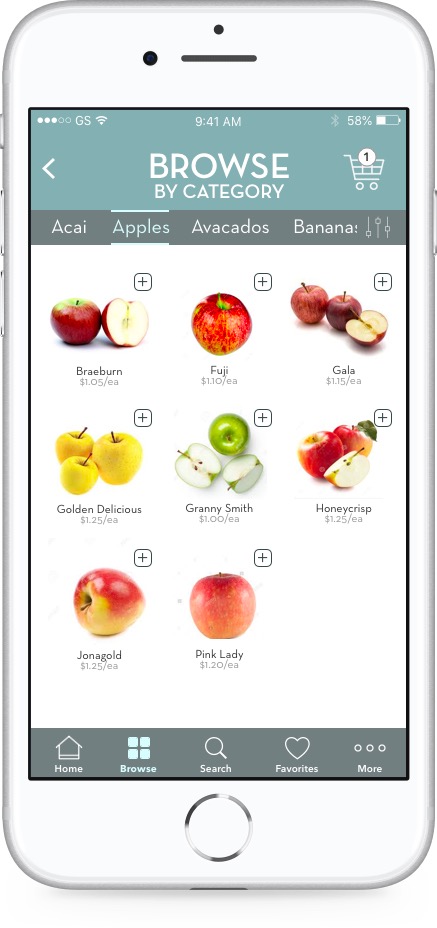 GS 9:41 AM 58%
BROWSE
BY CATEGORY
1
Acai Apples Avacados Bananas
Braeburn Fuji Gala
$1.05/ea $1.10/ea $1.15/ea
Golden Delicious Granny Smith Honeycrisp
$1.25/ea $1.00/ea $1.25/ea
Jonagold Pink Lady
$1.25/ea $1.20/ea
Home Browse Search Favorites More